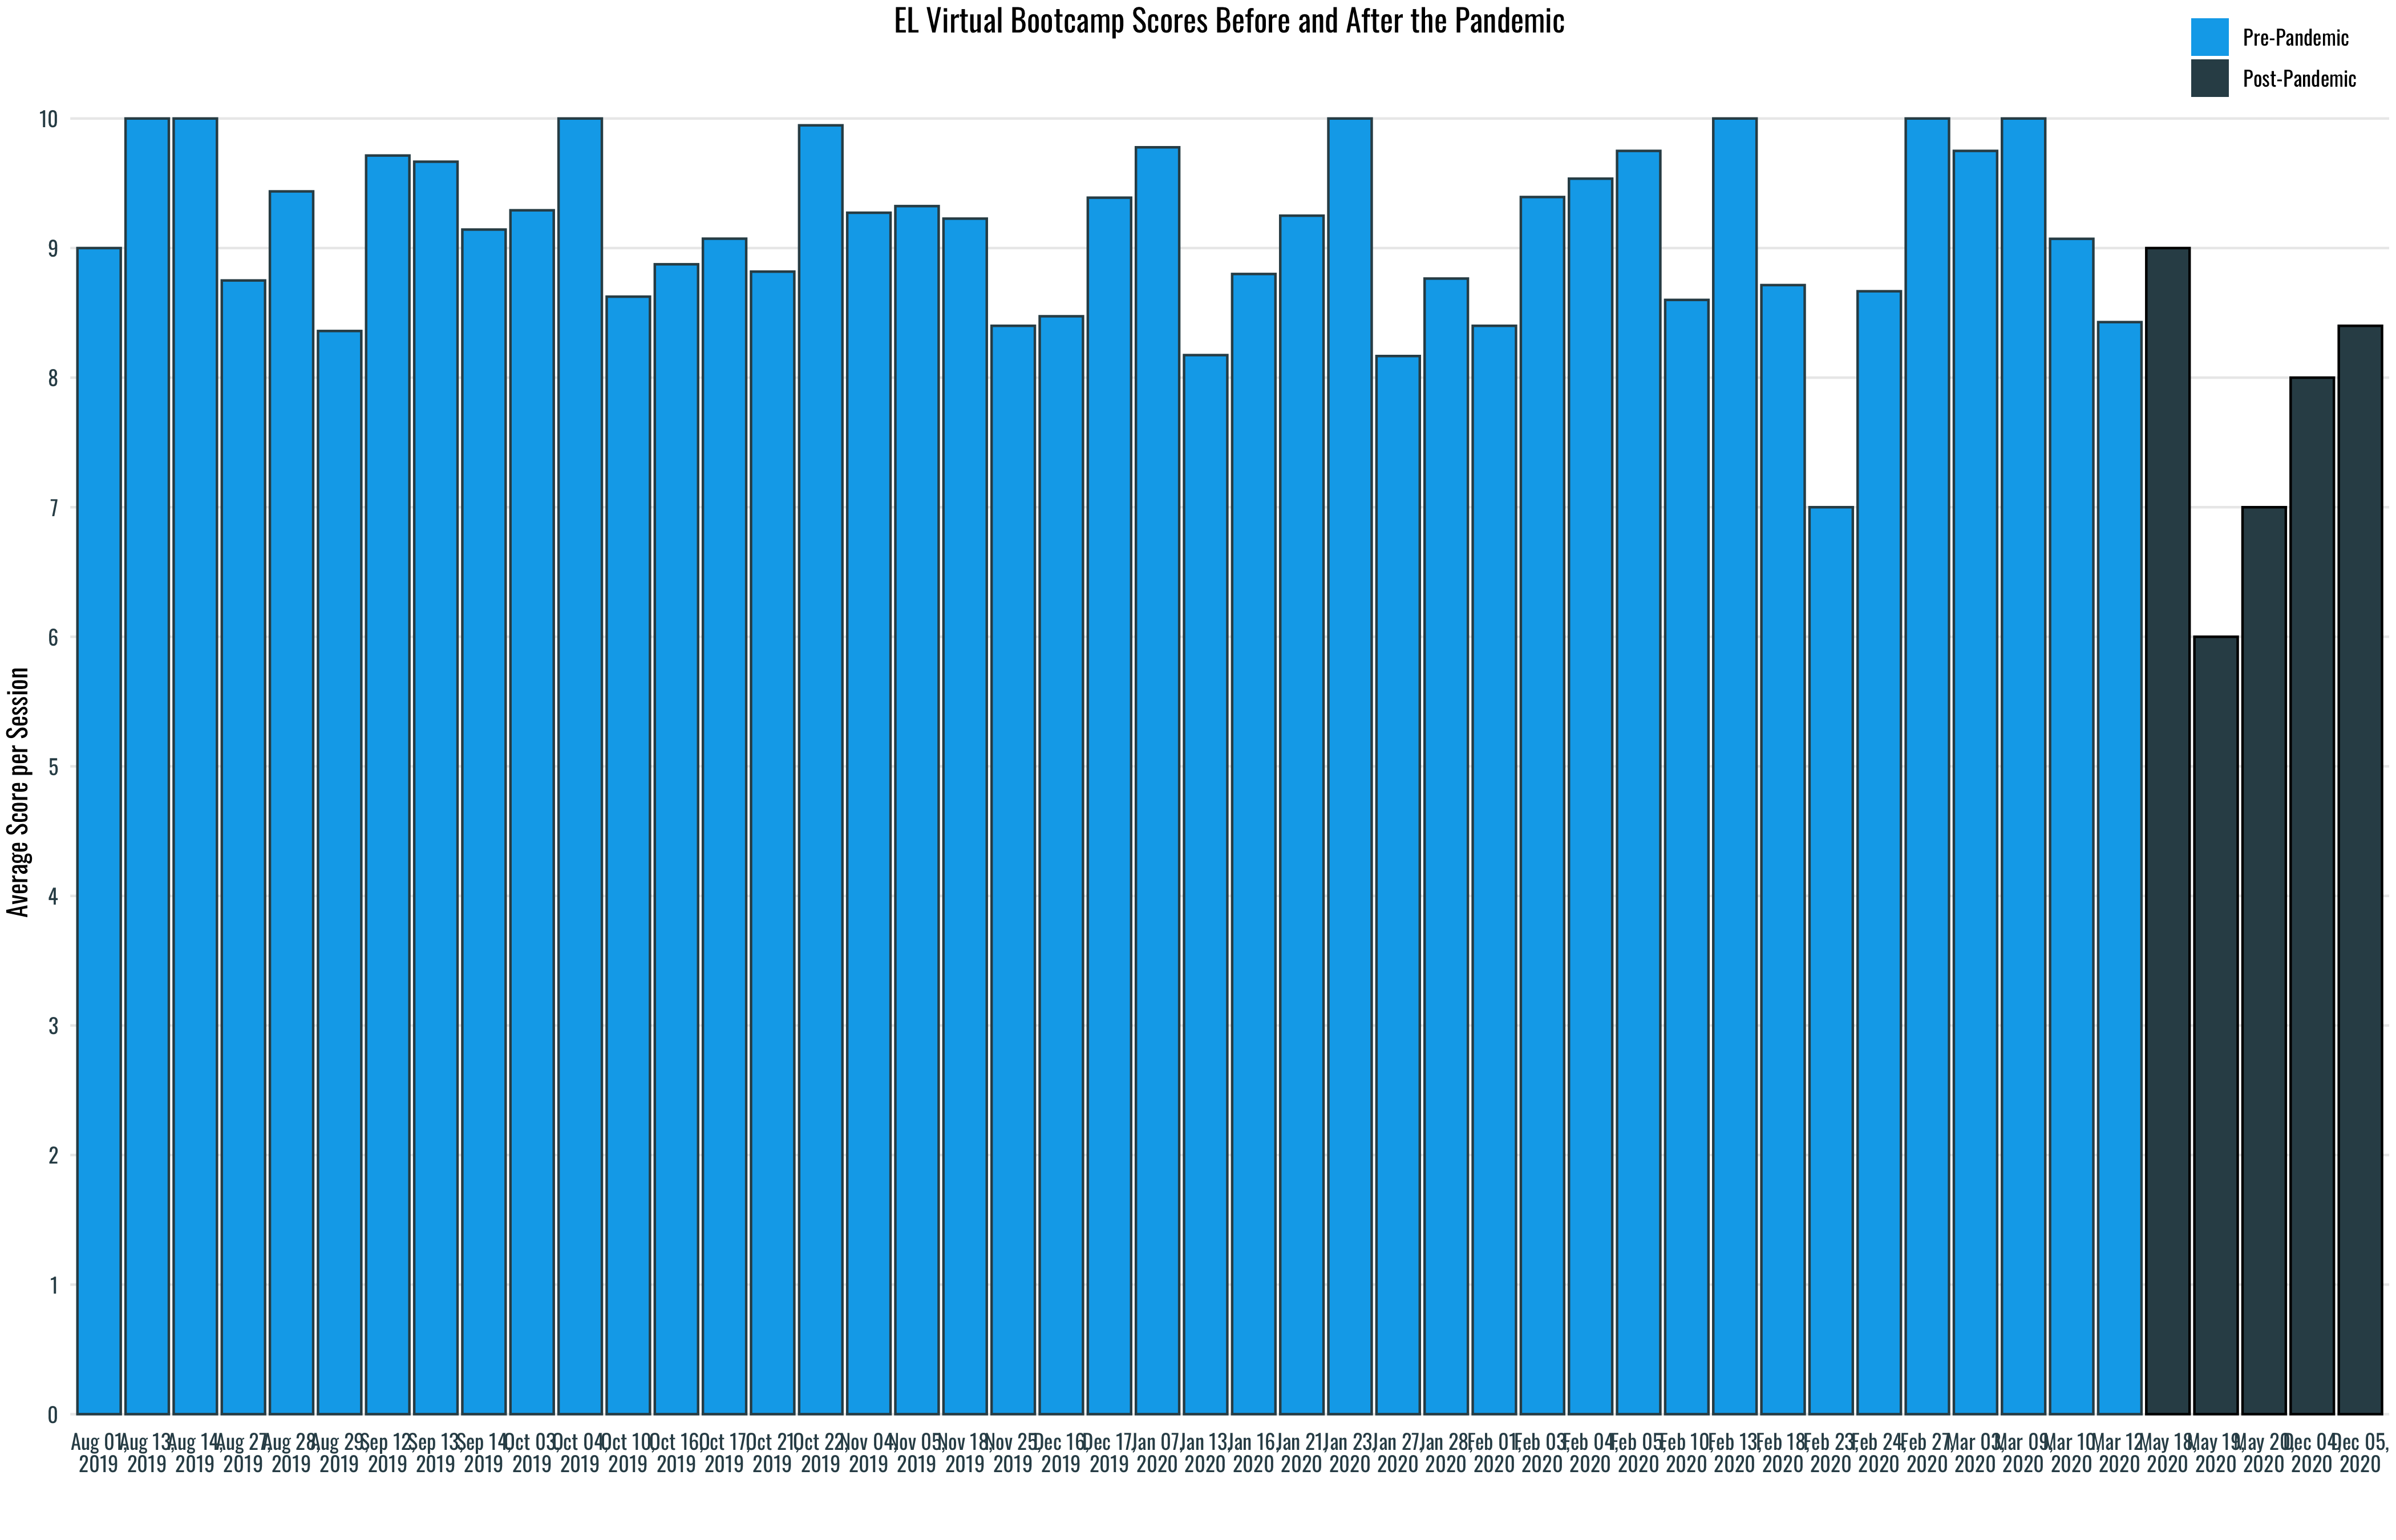 EL Virtual Bootcamp Scores Before and After the Pandemic
Pre-Pandemic
Post-Pandemic
10
9
8
7
6
5
4
3
2
1
0
Average Score per Session
Aug 01, Aug 13, Aug 14, Aug 27, Aug 28, Aug 29, Sep 12, Sep 13, Sep 14, Oct 03, Oct 04, Oct 10, Oct 16, Oct 17, Oct 21, Oct 22, Nov 04, Nov 05, Nov 18, Nov 25, Dec 16, Dec 17, Jan 07, Jan 13, Jan 16, Jan 21, Jan 23, Jan 27, Jan 28, Feb 01, Feb 03, Feb 04, Feb 05, Feb 10, Feb 13, Feb 18, Feb 23, Feb 24, Feb 27, Mar 03, Mar 09, Mar 10, Mar 12, May 18, May 19, May 20, Dec 04, Dec 05,
2019 2019 2019 2019 2019 2019 2019 2019 2019 2019 2019 2019 2019 2019 2019 2019 2019 2019 2019 2019 2019 2019 2020 2020 2020 2020 2020 2020 2020 2020 2020 2020 2020 2020 2020 2020 2020 2020 2020 2020 2020 2020 2020 2020 2020 2020 2020 2020